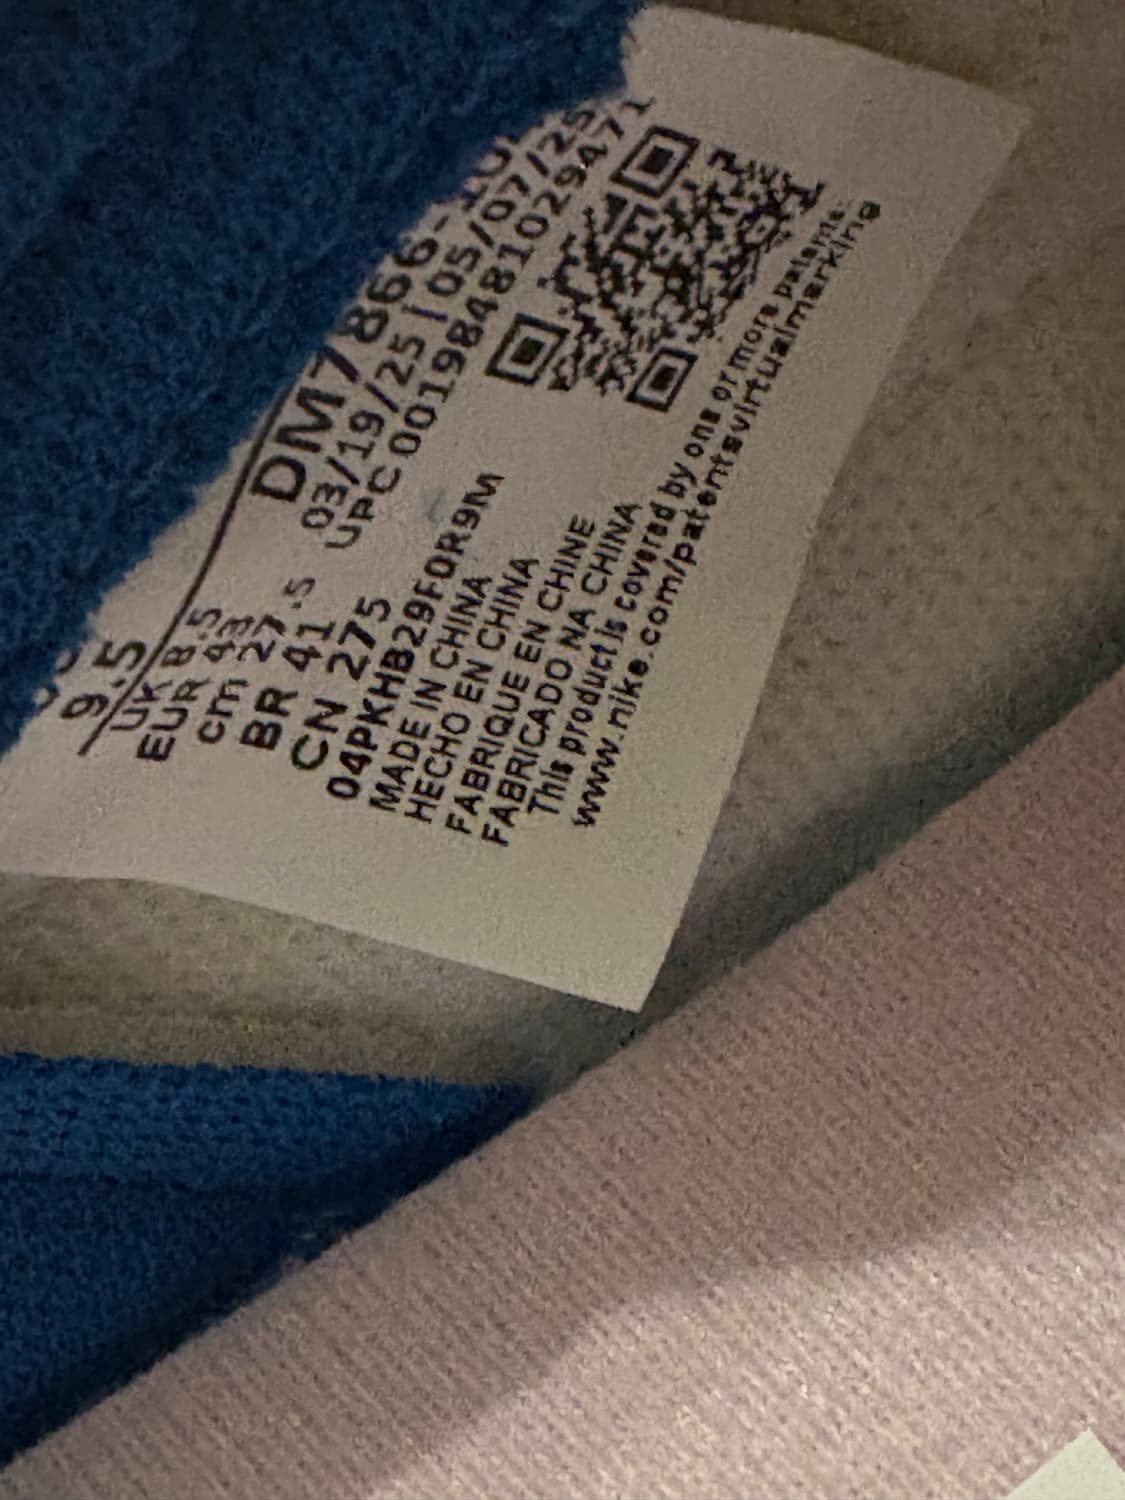 9.5
UK 8.5
EUR 43
cm 27.5
BR 41
CN 275
DM7866-
03/19/25 | 05/07/25
UPC 00198481029471
04PKHB29F0R9M
MADE IN CHINA
HECHO EN CHINA
FABRIQUE EN CHINE
FABRICADO NA CHINA
This product is covered by one or more patents.
www.nike.com/patentsvirtualmarking